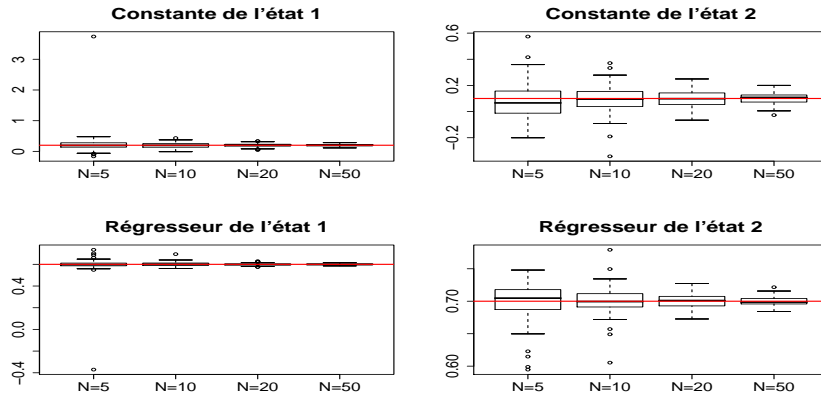 Constante de l'état 1
3
2
1
0
N=5 N=10 N=20 N=50
Constante de l'état 2
0.6
0.2
−0.2
N=5 N=10 N=20 N=50
Régresseur de l'état 1
0.4
0.0
−0.4
N=5 N=10 N=20 N=50
Régresseur de l'état 2
0.70
0.60
N=5 N=10 N=20 N=50